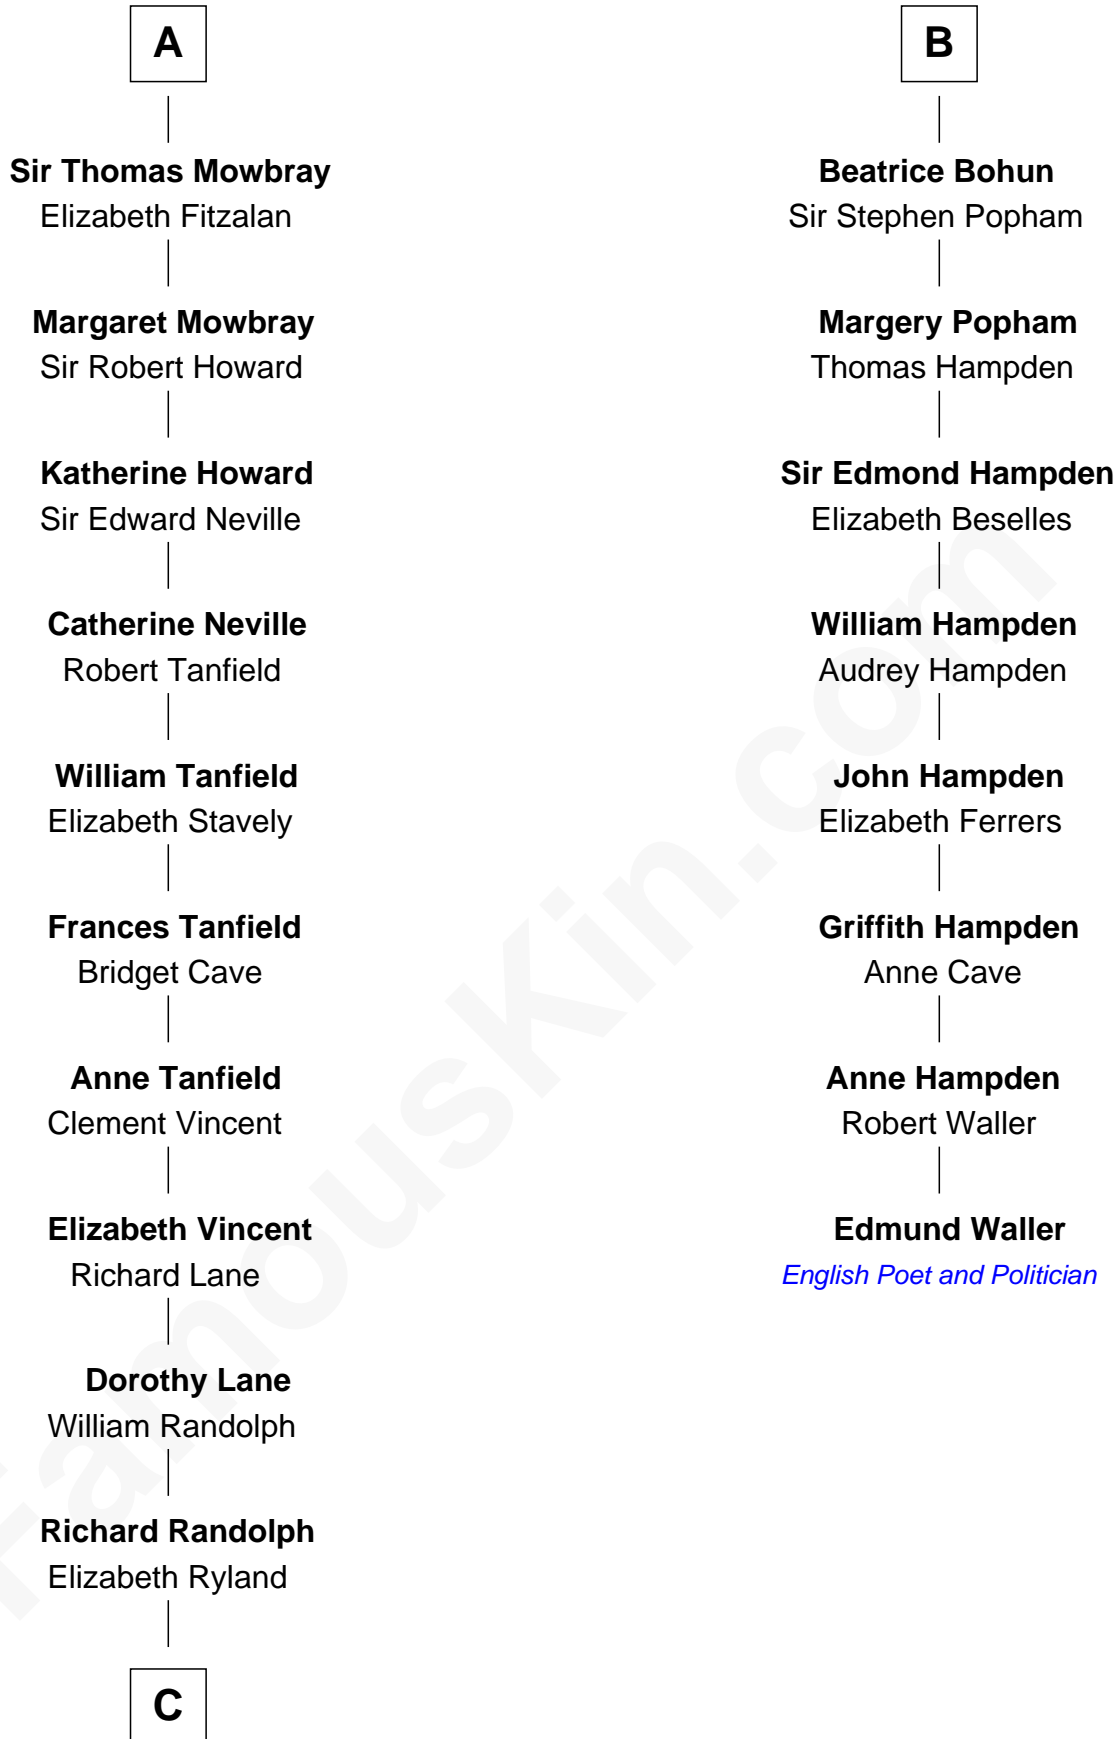 A
Sir Thomas Mowbray
Elizabeth Fitzalan
Margaret Mowbray
Sir Robert Howard
Katherine Howard
Sir Edward Neville
Catherine Neville
Robert Tanfield
William Tanfield
Elizabeth Stavely
Frances Tanfield
Bridget Cave
Anne Tanfield
Clement Vincent
Elizabeth Vincent
Richard Lane
Dorothy Lane
William Randolph
Richard Randolph
Elizabeth Ryland
C
B
Beatrice Bohun
Sir Stephen Popham
Margery Popham
Thomas Hampden
Sir Edmond Hampden
Elizabeth Beselles
William Hampden
Audrey Hampden
John Hampden
Elizabeth Ferrers
Griffith Hampden
Anne Cave
Anne Hampden
Robert Waller
Edmund Waller
English Poet and Politician
FamousKin.com